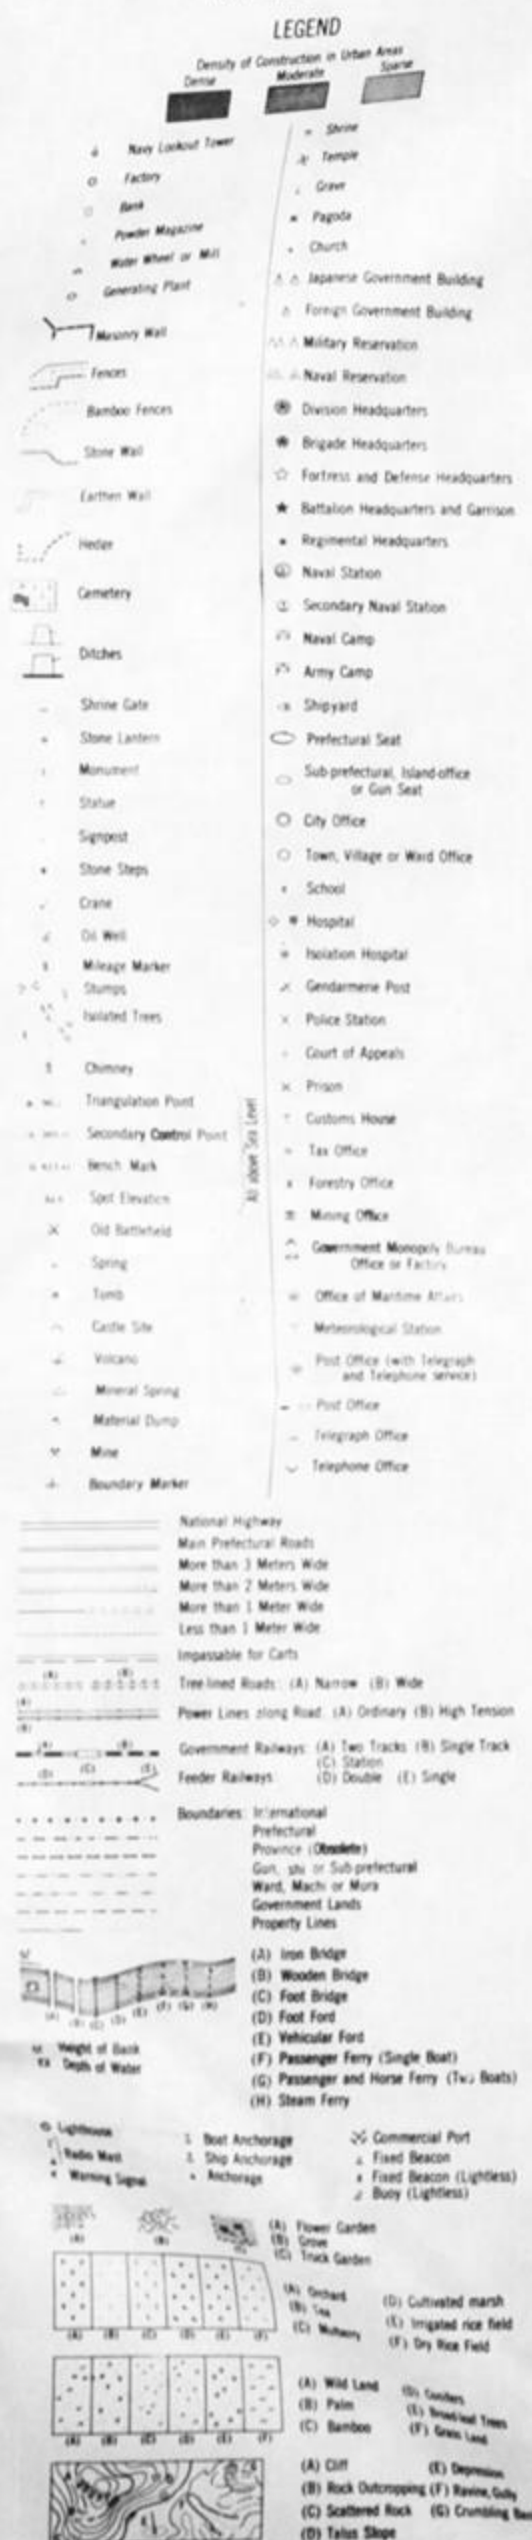 LEGEND
Density of Construction in Urban Areas
Dense
Moderate
Sparse
Navy Lookout Tower
Factory
Bank
Powder Magazine
Water Wheel or Mill
Generating Plant
Masonry Wall
Fences
Bamboo Fences
Stone Wall
Earthen Wall
Hedge
Cemetery
Ditches
Shrine Gate
Stone Lantern
Monument
Statue
Signpost
Stone Steps
Crane
Oil Well
Mileage Marker
Stumps
Isolated Trees
Chimney
Triangulation Point
Secondary Control Point
Bench Mark
Spot Elevation
Old Battlefield
Spring
Tomb
Castle Site
Volcano
Mineral Spring
Material Dump
Mine
Boundary Marker
All above Sea Level
Shrine
Temple
Grave
Pagoda
Church
Japanese Government Building
Foreign Government Building
Military Reservation
Naval Reservation
Division Headquarters
Brigade Headquarters
Fortress and Defense Headquarters
Battalion Headquarters and Garrison
Regimental Headquarters
Naval Station
Secondary Naval Station
Naval Camp
Army Camp
Shipyard
Prefectural Seat
Sub-prefectural, Island-office
or Gun Seat
City Office
Town, Village or Ward Office
School
Hospital
Isolation Hospital
Gendarmerie Post
Police Station
Court of Appeals
Prison
Customs House
Tax Office
Forestry Office
Mining Office
Government Monopoly Bureau
Office or Factory
Office of Maritime Affairs
Meteorological Station
Post Office (with Telegraph
and Telephone service)
Post Office
Telegraph Office
Telephone Office
National Highway
Main Prefectural Roads
More than 3 Meters Wide
More than 2 Meters Wide
More than 1 Meter Wide
Less than 1 Meter Wide
Impassable for Carts
(A) (B)
Tree-lined Roads: (A) Narrow (B) Wide
(A)
Power Lines along Road: (A) Ordinary (B) High Tension
(B)
(A) (B)
Government Railways: (A) Two Tracks (B) Single Track
(C) Station
(D) (C) (E)
Feeder Railways: (D) Double (E) Single
Boundaries: International
Prefectural
Province (Obsolete)
Gun, shi or Sub-prefectural
Ward, Machi or Mura
Government Lands
Property Lines
(A) Iron Bridge
(B) Wooden Bridge
(C) Foot Bridge
(D) Foot Ford
(E) Vehicular Ford
(F) Passenger Ferry (Single Boat)
(G) Passenger and Horse Ferry (Two Boats)
(H) Steam Ferry
(A) (B) (C) (D) (E) (F) (G) (H)
Height of Bank
Depth of Water
Lighthouse
Radio Mast
Warning Signal
Boat Anchorage
Ship Anchorage
Anchorage
Commercial Port
Fixed Beacon
Fixed Beacon (Lightless)
Buoy (Lightless)
(A) (B)
(A) Flower Garden
(B) Grove
(C) Truck Garden
(A) Orchard
(B) Tea
(C) Mulberry
(D) Cultivated marsh
(E) Irrigated rice field
(F) Dry Rice Field
(A) (B) (C) (D) (E) (F)
(A) Wild Land
(B) Palm
(C) Bamboo
(D) Conifers
(E) Broad-leaf Trees
(F) Grass Land
(A) (B) (C) (D) (E) (F)
(A) Cliff
(B) Rock Outcropping
(C) Scattered Rock
(D) Talus Slope
(E) Depression
(F) Ravine, Gully
(G) Crumbling